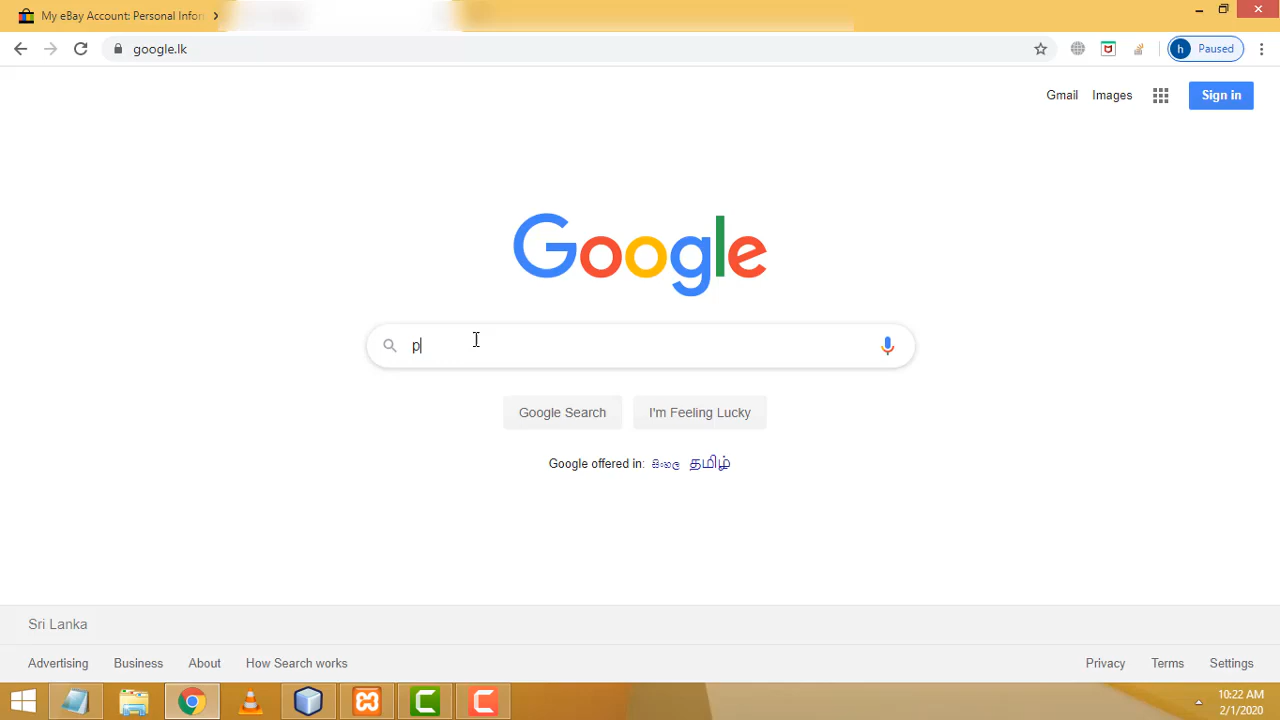 My eBay Account: Personal Infor
google.lk
h Paused
Gmail Images Sign in
Google
p
Google Search I'm Feeling Lucky
Google offered in: සිංහල தமிழ்
Sri Lanka
Advertising Business About How Search works Privacy Terms Settings
10:22 AM
2/1/2020